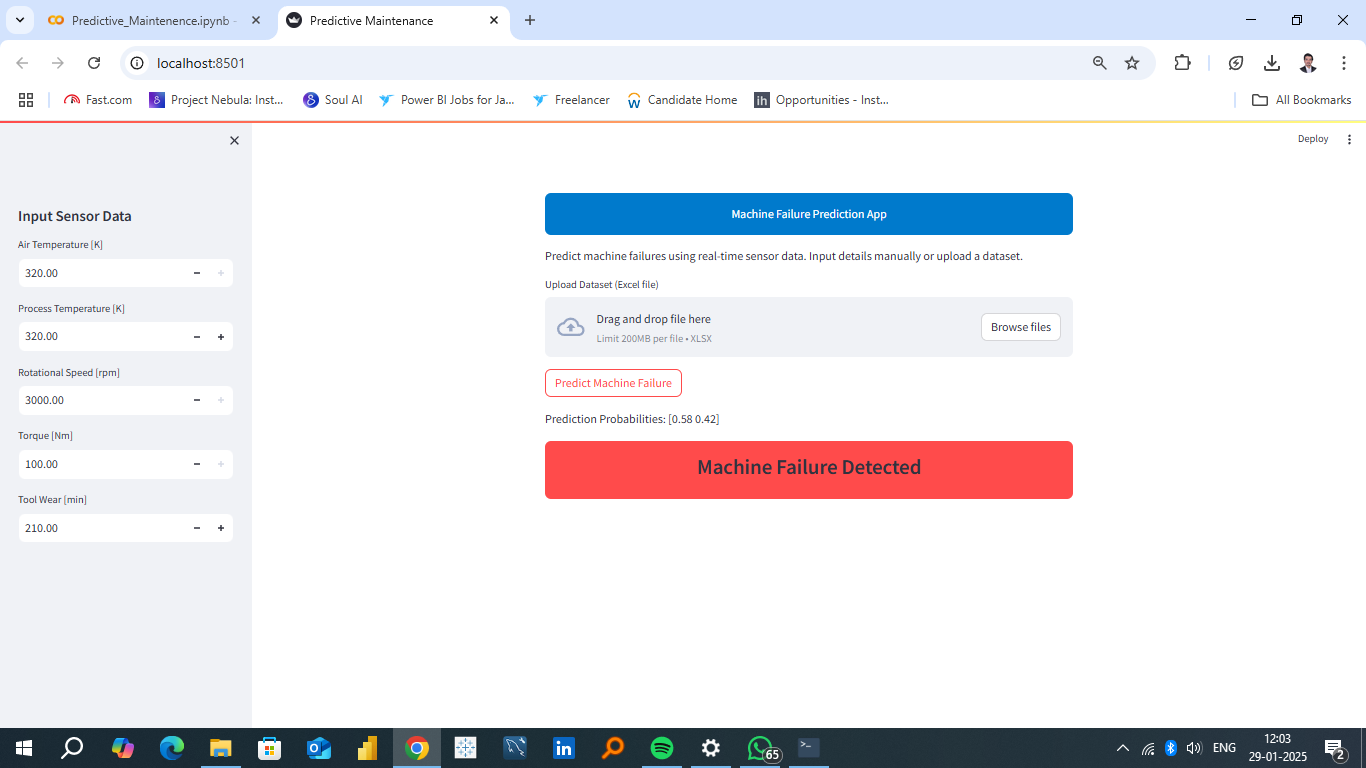 Predictive_Maintenence.ipynb -
Predictive Maintenance
localhost:8501
Fast.com
Project Nebula: Inst...
Soul AI
Power BI Jobs for Ja...
Freelancer
Candidate Home
ih
Opportunities - Inst...
All Bookmarks
Deploy
Input Sensor Data
Air Temperature [K]
320.00
Process Temperature [K]
320.00
Rotational Speed [rpm]
3000.00
Torque [Nm]
100.00
Tool Wear [min]
210.00
Machine Failure Prediction App
Predict machine failures using real-time sensor data. Input details manually or upload a dataset.
Upload Dataset (Excel file)
Drag and drop file here
Limit 200MB per file • XLSX
Browse files
Predict Machine Failure
Prediction Probabilities: [0.58 0.42]
Machine Failure Detected
65
ENG
12:03
29-01-2025
2